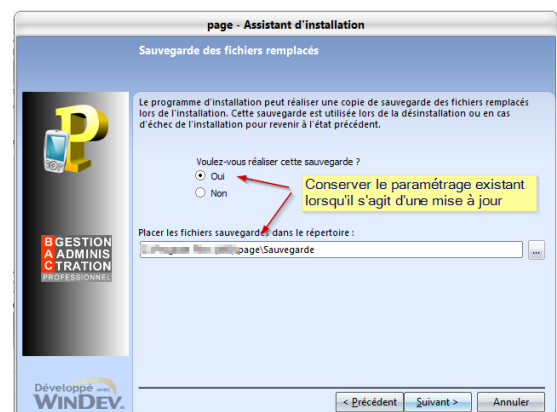 page - Assistant d'installation
Sauvegarde des fichiers remplacés
Le programme d'installation peut réaliser une copie de sauvegarde des fichiers remplacés
lors de l'installation. Cette sauvegarde est utilisée lors de la désinstallation ou en cas
d'échec de l'installation pour revenir à l'état précédent.
Voulez-vous réaliser cette sauvegarde ?
Oui
Non
Conserver le paramétrage existant
lorsqu'il s'agit d'une mise à jour
Placer les fichiers sauvegardés dans le répertoire :
\page\Sauvegarde
...
P
BGESTION
AADMINIS
CTRATION
PROFESSIONNEL
Développé avec
WINDEV.
< Précédent
Suivant >
Annuler